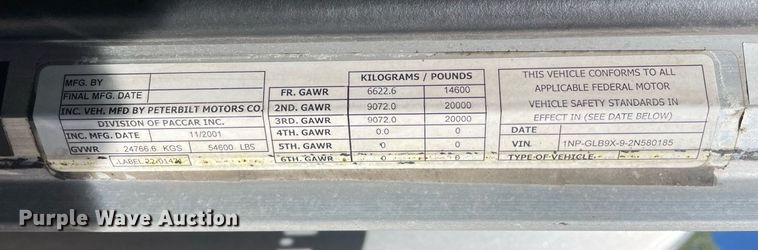 MFG. BY
FINAL MFG. DATE
INC. VEH. MFD BY PETERBILT MOTORS CO.
DIVISION OF PACCAR INC.
INC. MFG. DATE 11/2001
GVWR 24766.6 KGS 54600 LBS
LABEL 22-0142
KILOGRAMS / POUNDS
FR. GAWR 6622.6 14600
2ND. GAWR 9072.0 20000
3RD. GAWR 9072.0 20000
4TH. GAWR 0.0 0
5TH. GAWR 0 0
6TH. GAWR 0 0
THIS VEHICLE CONFORMS TO ALL
APPLICABLE FEDERAL MOTOR
VEHICLE SAFETY STANDARDS IN
EFFECT IN (SEE DATE BELOW)
DATE
VIN. 1NP-GLB9X-9-2N580185
TYPE OF VEHICLE
Purple Wave Auction